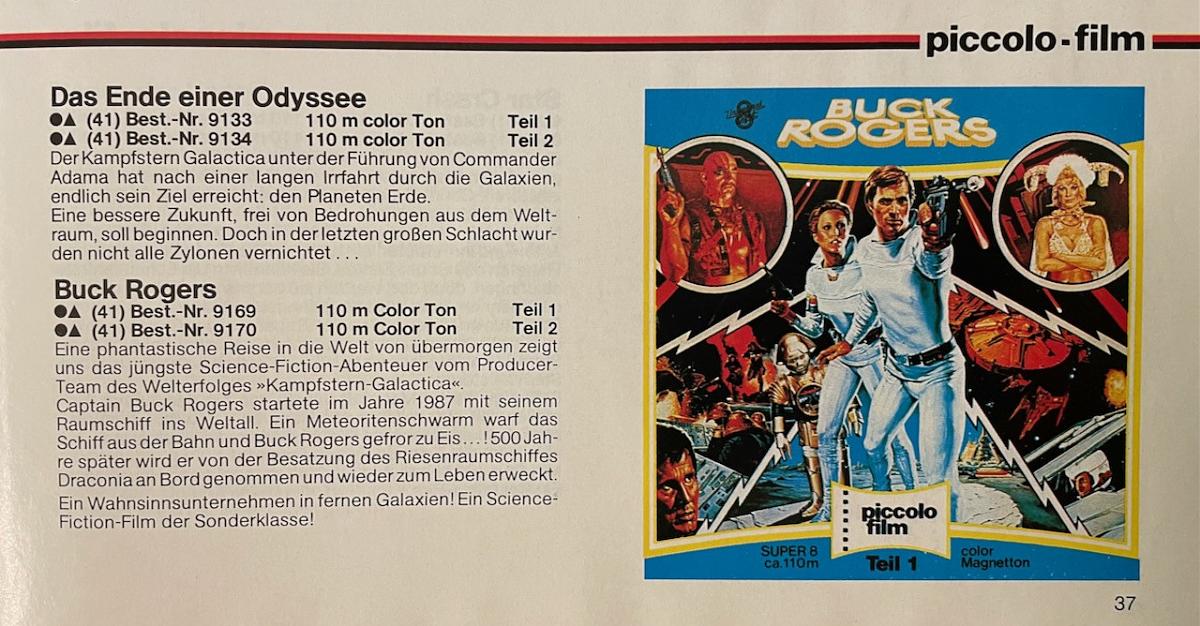 piccolo-film
Das Ende einer Odyssee
●▲ (41) Best.-Nr. 9133 110 m color Ton Teil 1
●▲ (41) Best.-Nr. 9134 110 m color Ton Teil 2
Der Kampfstern Galactica unter der Führung von Commander
Adama hat nach einer langen Irrfahrt durch die Galaxien,
endlich sein Ziel erreicht: den Planeten Erde.
Eine bessere Zukunft, frei von Bedrohungen aus dem Welt-
raum, soll beginnen. Doch in der letzten großen Schlacht wur-
den nicht alle Zylonen vernichtet . . .
Buck Rogers
●▲ (41) Best.-Nr. 9169 110 m Color Ton Teil 1
●▲ (41) Best.-Nr. 9170 110 m Color Ton Teil 2
Eine phantastische Reise in die Welt von übermorgen zeigt
uns das jüngste Science-Fiction-Abenteuer vom Producer-
Team des Welterfolges »Kampfstern-Galactica«.
Captain Buck Rogers startete im Jahre 1987 mit seinem
Raumschiff ins Weltall. Ein Meteoritenschwarm warf das
Schiff aus der Bahn und Buck Rogers gefror zu Eis...! 500 Jah-
re später wird er von der Besatzung des Riesenraumschiffes
Draconia an Bord genommen und wieder zum Leben erweckt.
Ein Wahnsinnsunternehmen in fernen Galaxien! Ein Science-
Fiction-Film der Sonderklasse!
BUCK
ROGERS
piccolo
film
SUPER 8
ca. 110m
Teil 1
color
Magnetton
37